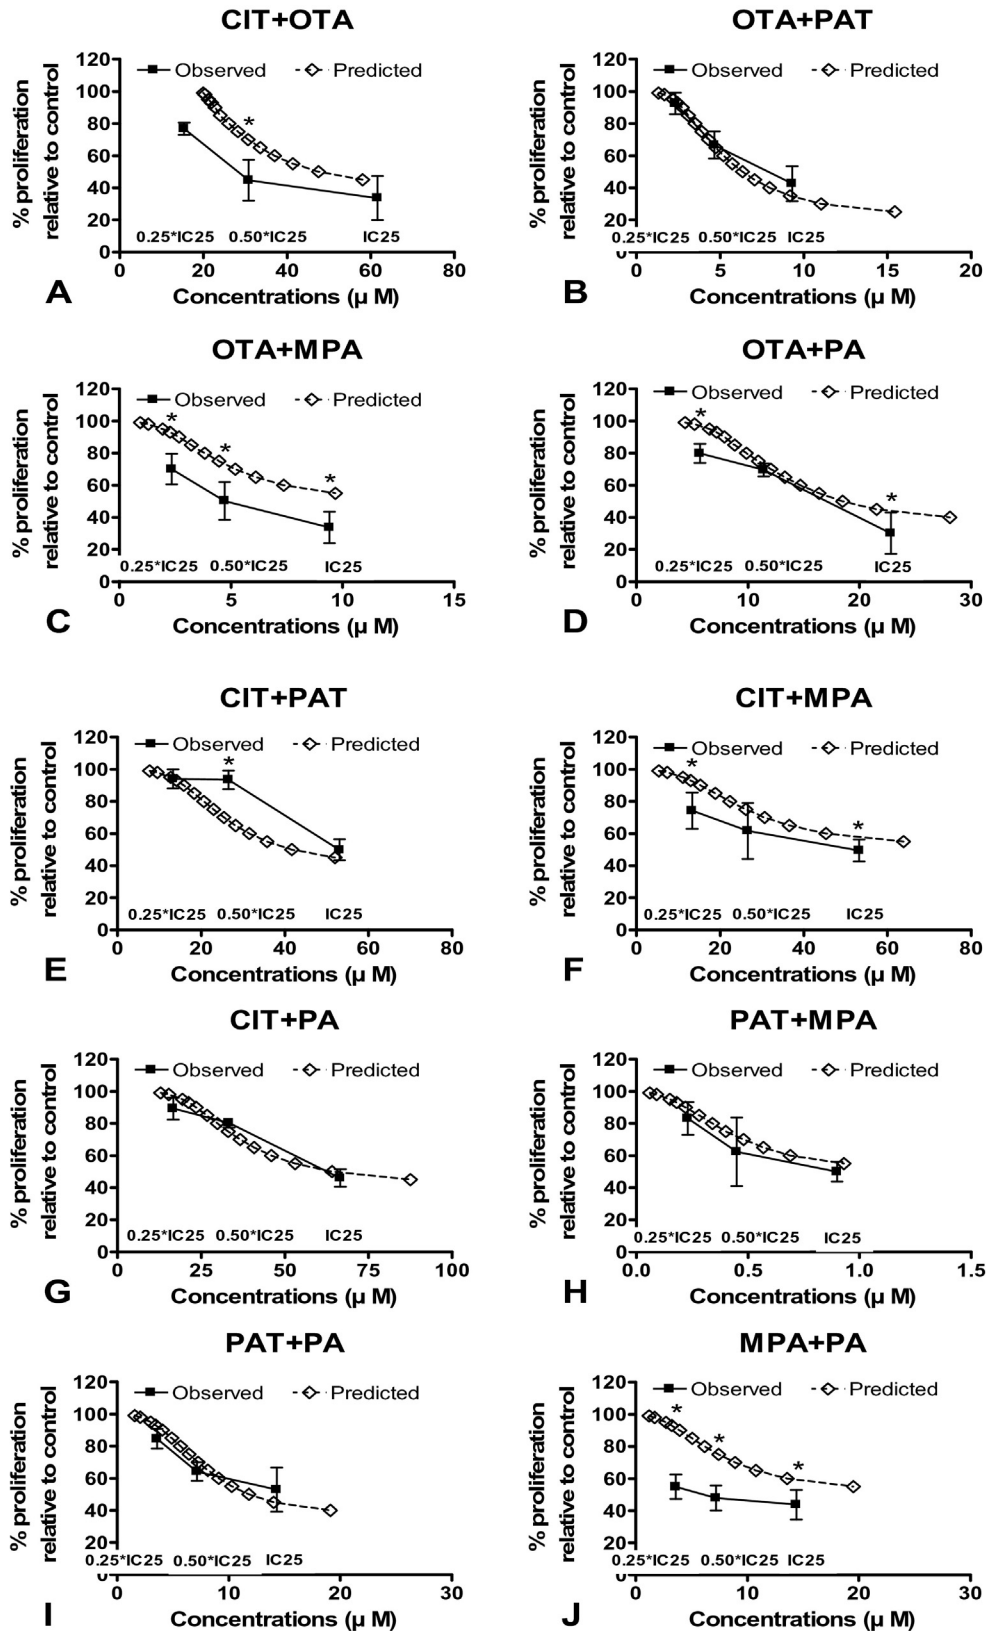 CIT+OTA
% proliferation
relative to control
120
100
80
60
40
20
0
Observed
Predicted
*
0.25*IC25 0.50*IC25 IC25
0 20 40 60 80
Concentrations (µ M)
A
OTA+PAT
% proliferation
relative to control
120
100
80
60
40
20
0
Observed
Predicted
0.25*IC25 0.50*IC25 IC25
0 5 10 15 20
Concentrations (µ M)
B
OTA+MPA
% proliferation
relative to control
120
100
80
60
40
20
0
Observed
Predicted
* * *
0.25*IC25 0.50*IC25 IC25
0 5 10 15
Concentrations (µ M)
C
OTA+PA
% proliferation
relative to control
120
100
80
60
40
20
0
Observed
Predicted
* *
0.25*IC25 0.50*IC25 IC25
0 10 20 30
Concentrations (µ M)
D
CIT+PAT
% proliferation
relative to control
120
100
80
60
40
20
0
Observed
Predicted
*
0.25*IC25 0.50*IC25 IC25
0 20 40 60 80
Concentrations (µ M)
E
CIT+MPA
% proliferation
relative to control
120
100
80
60
40
20
0
Observed
Predicted
* *
0.25*IC25 0.50*IC25 IC25
0 20 40 60 80
Concentrations (µ M)
F
CIT+PA
% proliferation
relative to control
120
100
80
60
40
20
0
Observed
Predicted
0.25*IC25 0.50*IC25 IC25
0 25 50 75 100
Concentrations (µ M)
G
PAT+MPA
% proliferation
relative to control
120
100
80
60
40
20
0
Observed
Predicted
0.25*IC25 0.50*IC25 IC25
0.0 0.5 1.0 1.5
Concentrations (µ M)
H
PAT+PA
% proliferation
relative to control
120
100
80
60
40
20
0
Observed
Predicted
0.25*IC25 0.50*IC25 IC25
0 10 20 30
Concentrations (µ M)
I
MPA+PA
% proliferation
relative to control
120
100
80
60
40
20
0
Observed
Predicted
* * *
0.25*IC25 0.50*IC25 IC25
0 10 20 30
Concentrations (µ M)
J